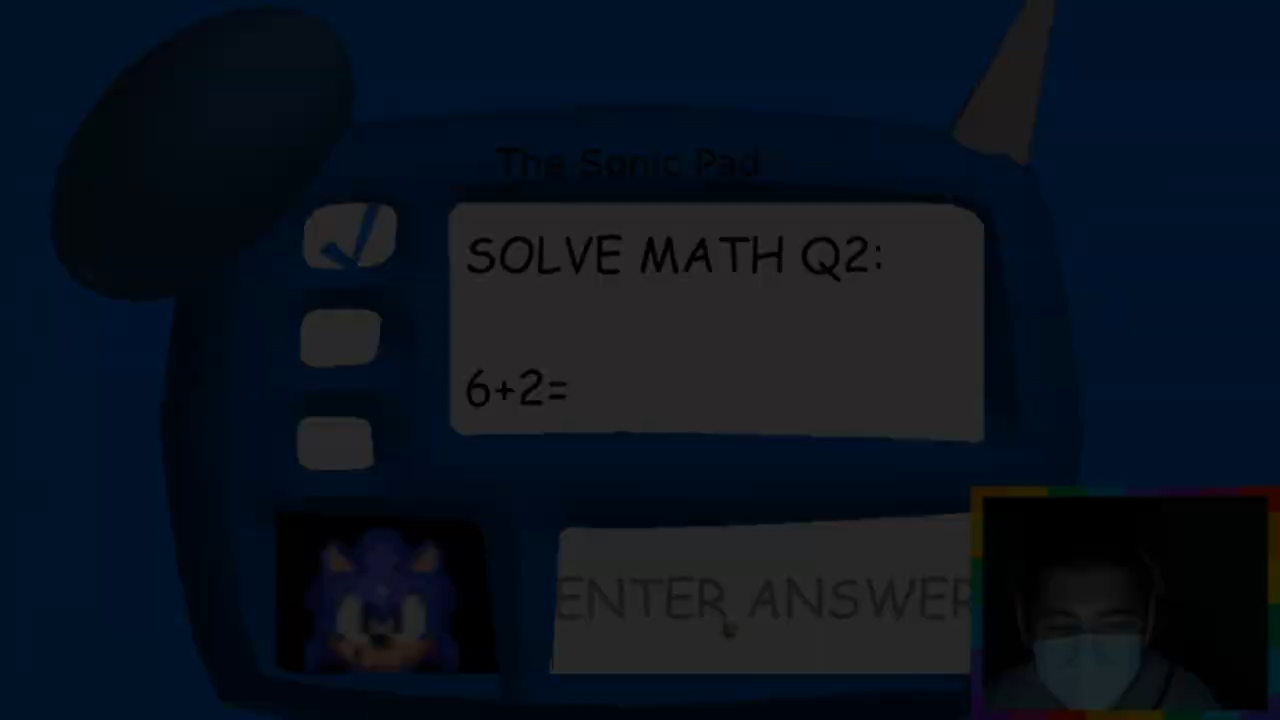 The Sonic Pad
SOLVE MATH Q2:
6+2=
ENTER ANSWER